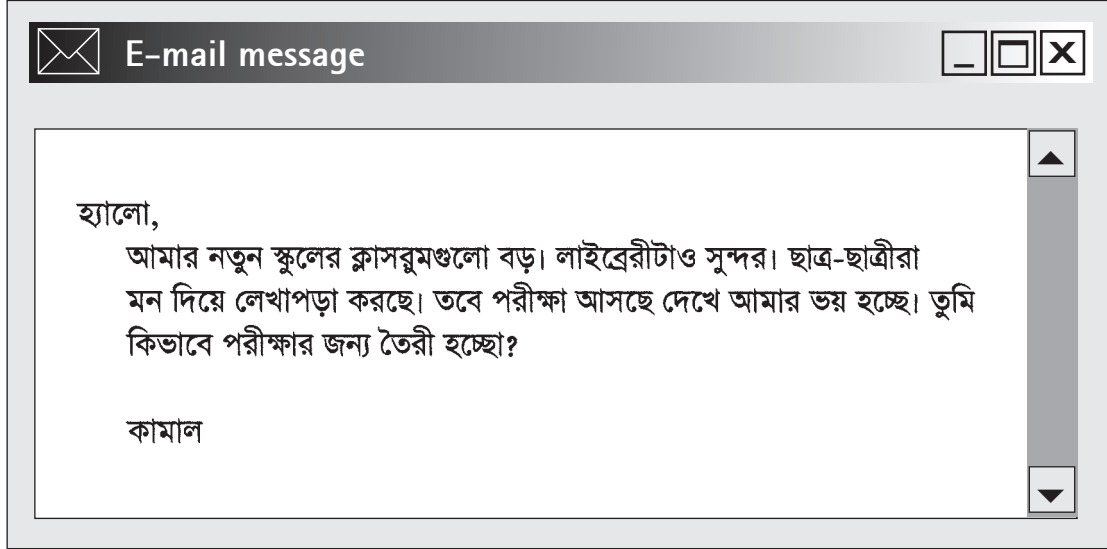 E-mail message
হ্যালো,
আমার নতুন স্কুলের ক্লাসরুমগুলো বড়। লাইব্রেরীটাও সুন্দর। ছাত্র-ছাত্রীরা
মন দিয়ে লেখাপড়া করছে। তবে পরীক্ষা আসছে দেখে আমার ভয় হচ্ছে। তুমি
কিভাবে পরীক্ষার জন্য তৈরী হচ্ছো?
কামাল